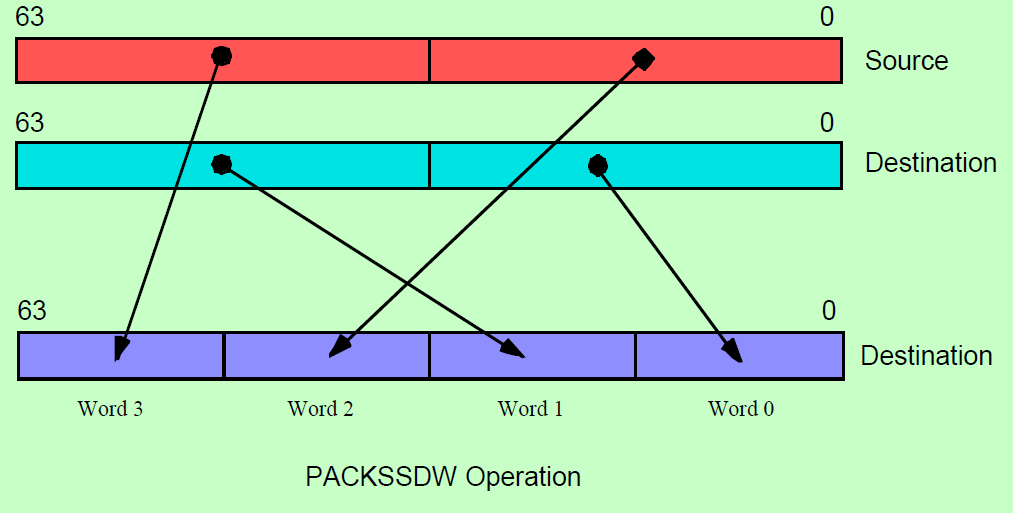 63 0
Source
63 0
Destination
63 0
Destination
Word 3 Word 2 Word 1 Word 0
PACKSSDW Operation